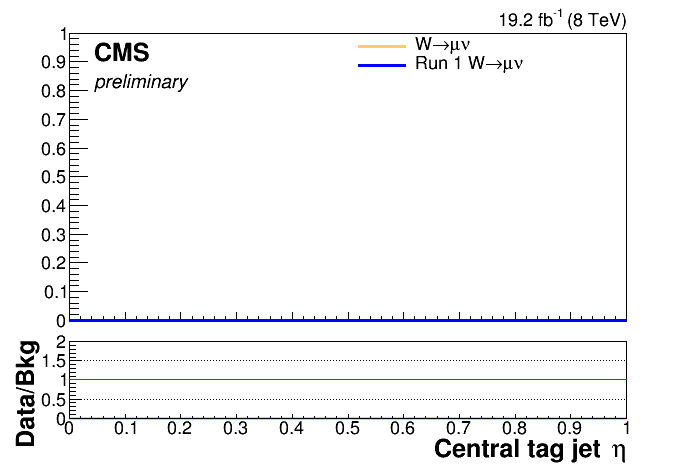 19.2 fb⁻¹ (8 TeV)
CMS
preliminary
W→μν
Run 1 W→μν
1
0.9
0.8
0.7
0.6
0.5
0.4
0.3
0.2
0.1
0
Data/Bkg
2
1.5
1
0.5
0
0 0.1 0.2 0.3 0.4 0.5 0.6 0.7 0.8 0.9 1
Central tag jet η